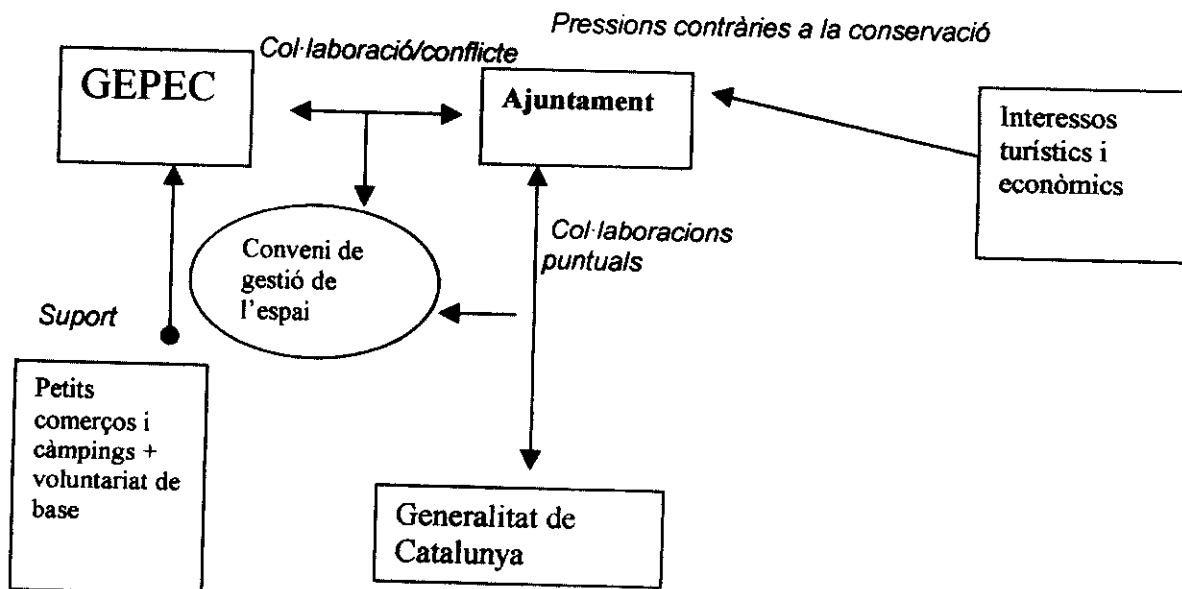 Pressions contràries a la conservació
Col·laboració/conflicte
GEPEC
Ajuntament
Interessos
turístics i
econòmics
Col·laboracions
puntuals
Conveni de
gestió de
l'espai
Suport
Petits
comerços i
càmpings +
voluntariat de
base
Generalitat de
Catalunya